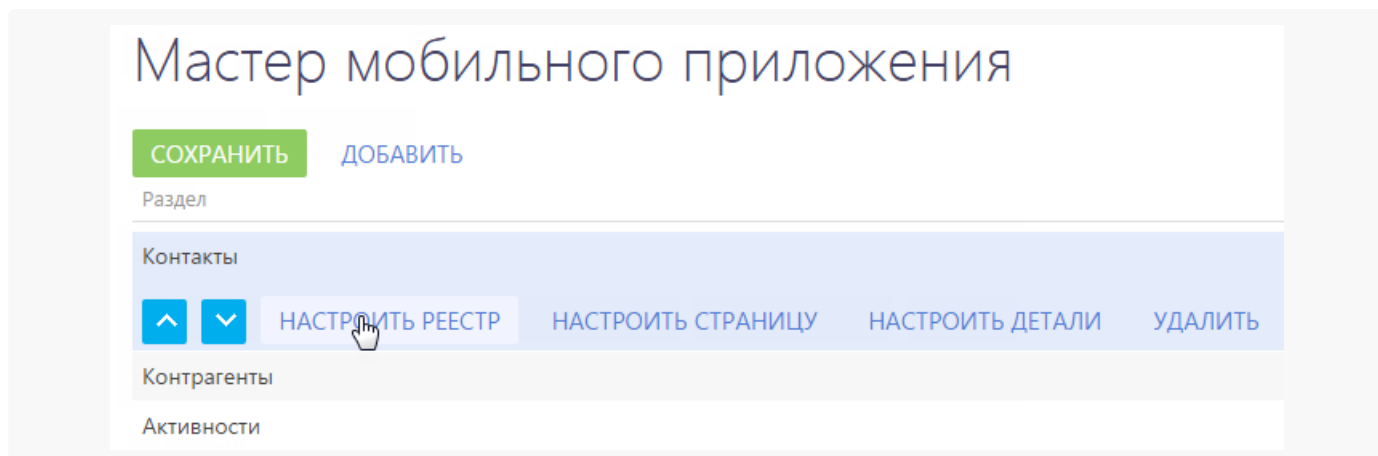 Мастер мобильного приложения
СОХРАНИТЬ ДОБАВИТЬ
Раздел
Контакты
НАСТРОИТЬ РЕЕСТР НАСТРОИТЬ СТРАНИЦУ НАСТРОИТЬ ДЕТАЛИ УДАЛИТЬ
Контрагенты
Активности